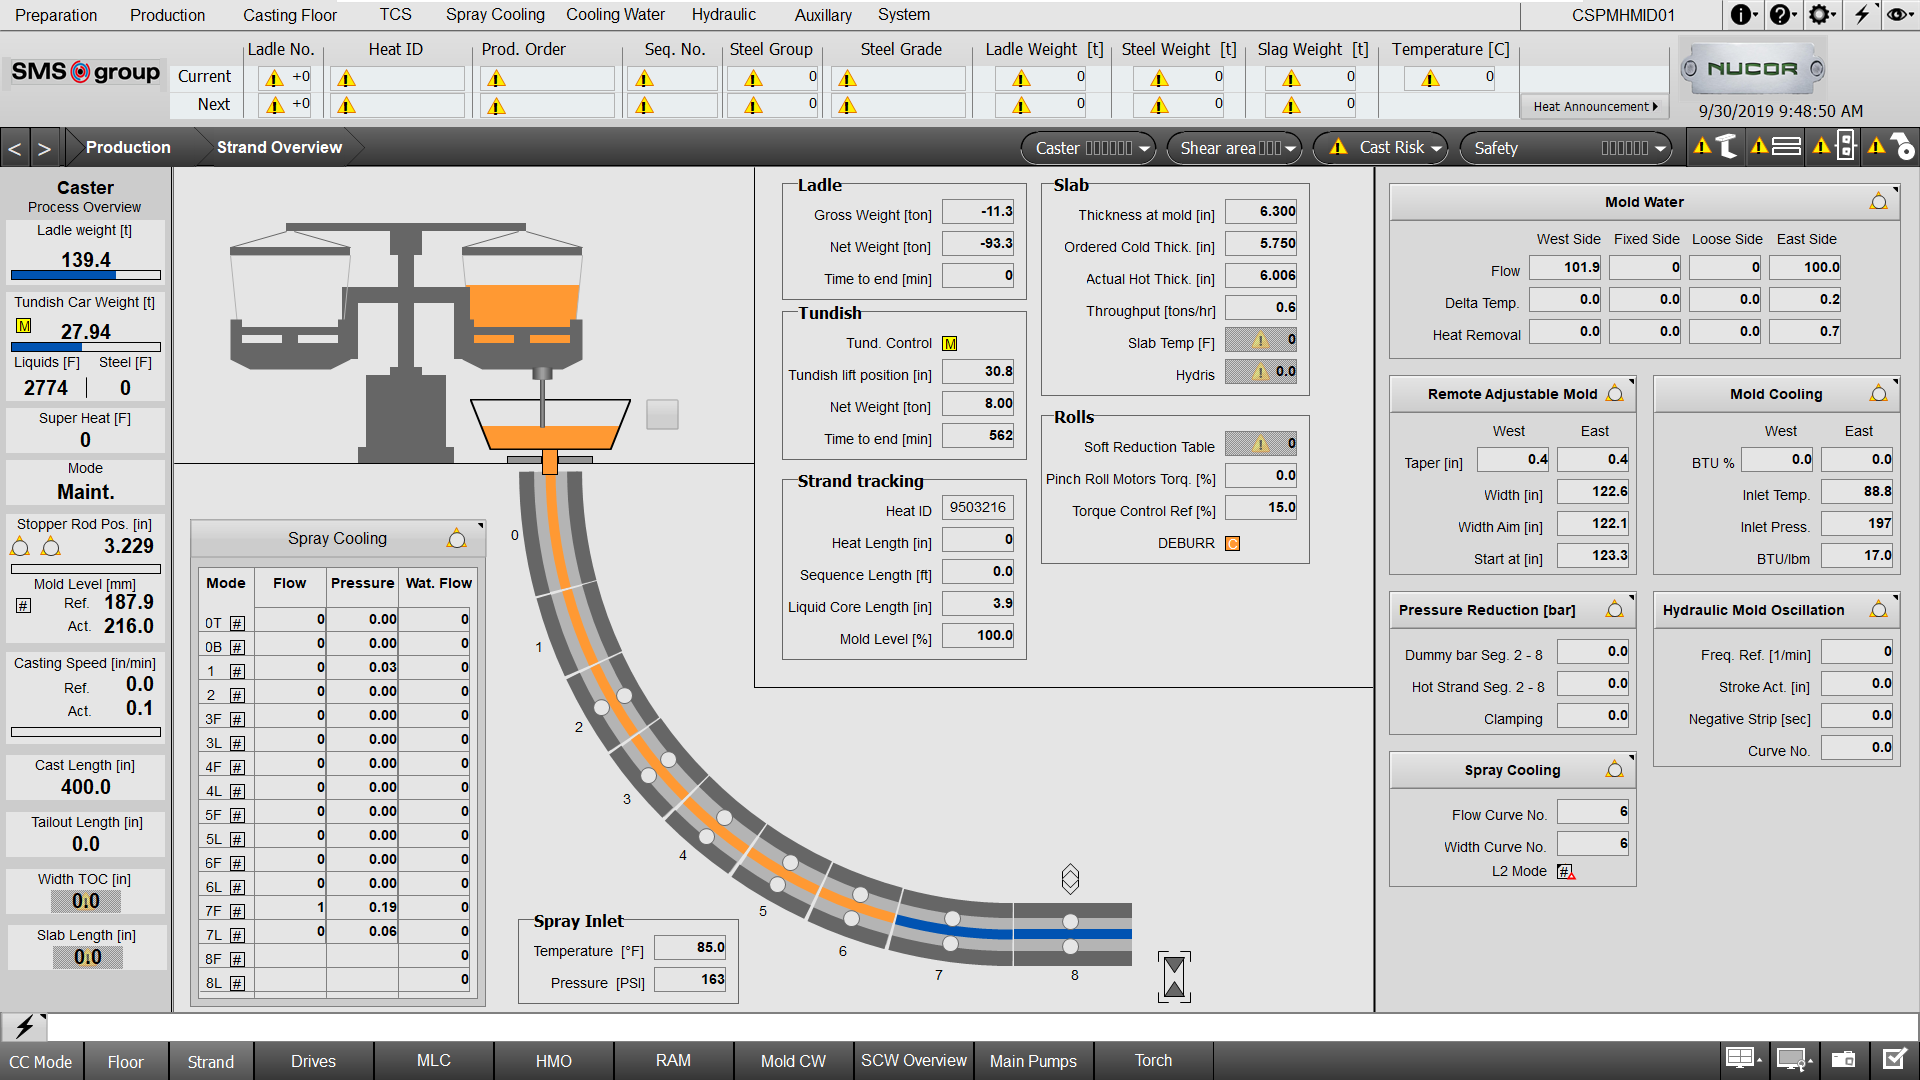 Preparation Production Casting Floor TCS Spray Cooling Cooling Water Hydraulic Auxillary System CSPMHMID01
Ladle No. Heat ID Prod. Order Seq. No. Steel Group Steel Grade Ladle Weight [t] Steel Weight [t] Slag Weight [t] Temperature [C]
SMS group
NUCOR
Current +0 0 0 0 0 0
Next +0 0 0 0 0
Heat Announcement
9/30/2019 9:48:50 AM
< > Production Strand Overview Caster Shear area Cast Risk Safety
Caster
Process Overview
Ladle weight [t]
139.4
Tundish Car Weight [t]
M 27.94
Liquids [F] Steel [F]
2774 0
Super Heat [F]
0
Mode
Maint.
Stopper Rod Pos. [in]
3.229
Mold Level [mm]
# Ref. 187.9
Act. 216.0
Casting Speed [in/min]
Ref. 0.0
Act. 0.1
Cast Length [in]
400.0
Tailout Length [in]
0.0
Width TOC [in]
0.0
Slab Length [in]
0.0
Spray Cooling
Mode Flow Pressure Wat. Flow
0T # 0 0.00 0
0B # 0 0.00 0
1 # 0 0.03 0
2 # 0 0.00 0
3F # 0 0.00 0
3L # 0 0.00 0
4F # 0 0.00 0
4L # 0 0.00 0
5F # 0 0.00 0
5L # 0 0.00 0
6F # 0 0.00 0
6L # 0 0.00 0
7F # 1 0.19 0
7L # 0 0.06 0
8F # 0
8L # 0
0
1
2
3
4
5
6
7
8
Spray Inlet
Temperature [°F] 85.0
Pressure [PSI] 163
Ladle
Gross Weight [ton] -11.3
Net Weight [ton] -93.3
Time to end [min] 0
Tundish
Tund. Control M
Tundish lift position [in] 30.8
Net Weight [ton] 8.00
Time to end [min] 562
Strand tracking
Heat ID 9503216
Heat Length [in] 0
Sequence Length [ft] 0.0
Liquid Core Length [in] 3.9
Mold Level [%] 100.0
Slab
Thickness at mold [in] 6.300
Ordered Cold Thick. [in] 5.750
Actual Hot Thick. [in] 6.006
Throughput [tons/hr] 0.6
Slab Temp [F] 0
Hydris 0.0
Rolls
Soft Reduction Table 0
Pinch Roll Motors Torq. [%] 0.0
Torque Control Ref [%] 15.0
DEBURR C
Mold Water
West Side Fixed Side Loose Side East Side
Flow 101.9 0 0 100.0
Delta Temp. 0.0 0.0 0.0 0.2
Heat Removal 0.0 0.0 0.0 0.7
Remote Adjustable Mold
West East
Taper [in] 0.4 0.4
Width [in] 122.6
Width Aim [in] 122.1
Start at [in] 123.3
Mold Cooling
West East
BTU % 0.0 0.0
Inlet Temp. 88.8
Inlet Press. 197
BTU/lbm 17.0
Pressure Reduction [bar]
Dummy bar Seg. 2 - 8 0.0
Hot Strand Seg. 2 - 8 0.0
Clamping 0.0
Hydraulic Mold Oscillation
Freq. Ref. [1/min] 0
Stroke Act. [in] 0.0
Negative Strip [sec] 0.0
Curve No. 0.0
Spray Cooling
Flow Curve No. 6
Width Curve No. 6
L2 Mode #
CC Mode Floor Strand Drives MLC HMO RAM Mold CW SCW Overview Main Pumps Torch